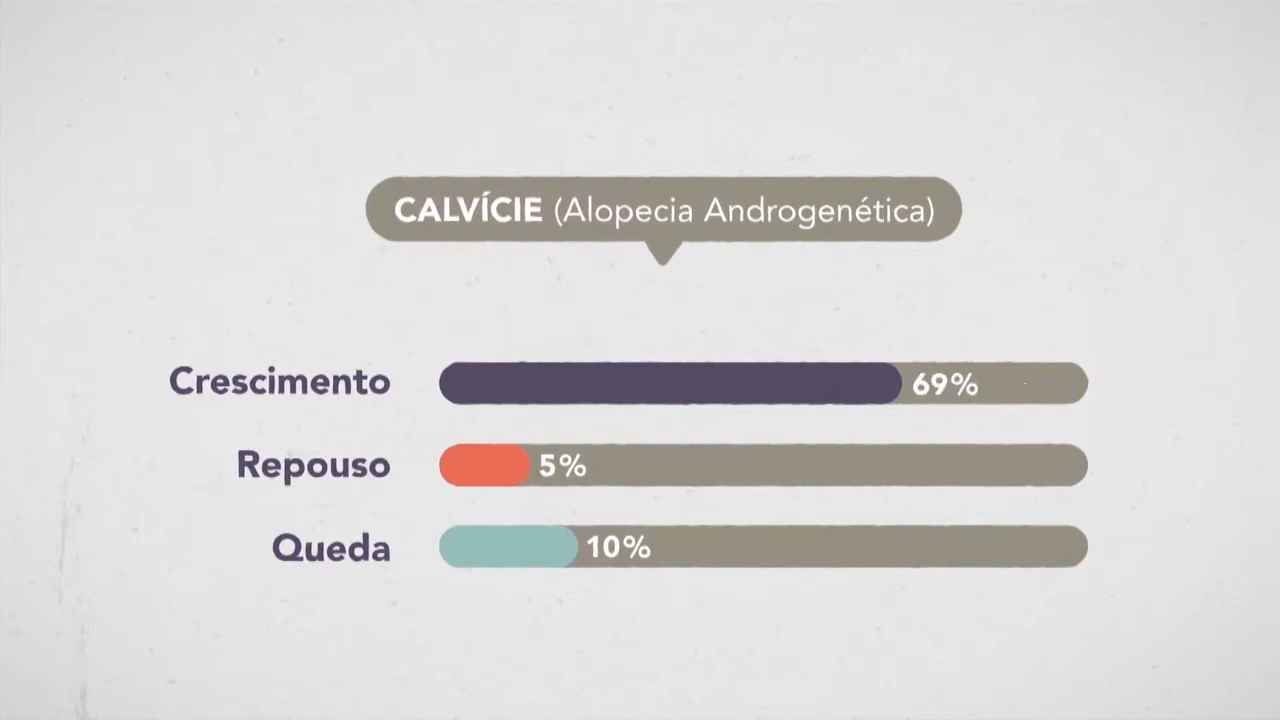 CALVÍCIE (Alopecia Androgenética)
Crescimento 69%
Repouso 5%
Queda 10%